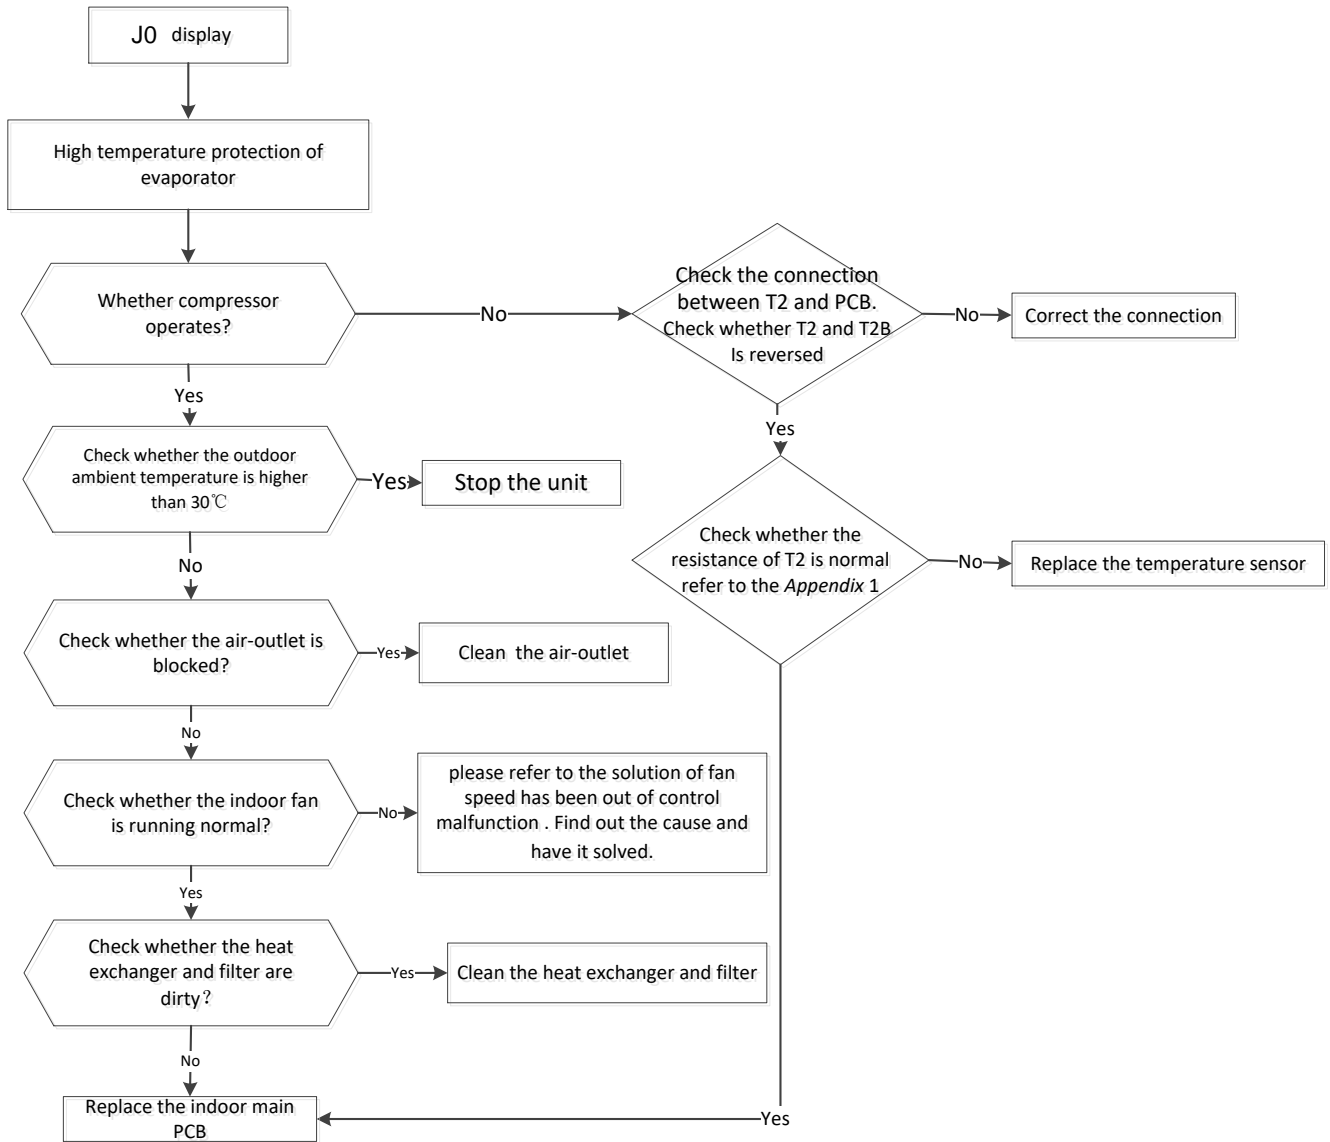 J0 display
High temperature protection of
evaporator
Whether compressor
operates?
No
Check the connection
between T2 and PCB.
Check whether T2 and T2B
Is reversed
No
Correct the connection
Yes
Yes
Check whether the outdoor
ambient temperature is higher
than 30℃
Yes
Stop the unit
Check whether the
resistance of T2 is normal
refer to the Appendix 1
No
Replace the temperature sensor
No
Check whether the air-outlet is
blocked?
Yes
Clean the air-outlet
No
Check whether the indoor fan
is running normal?
No
please refer to the solution of fan
speed has been out of control
malfunction . Find out the cause and
have it solved.
Yes
Check whether the heat
exchanger and filter are
dirty?
Yes
Clean the heat exchanger and filter
No
Replace the indoor main
PCB
Yes